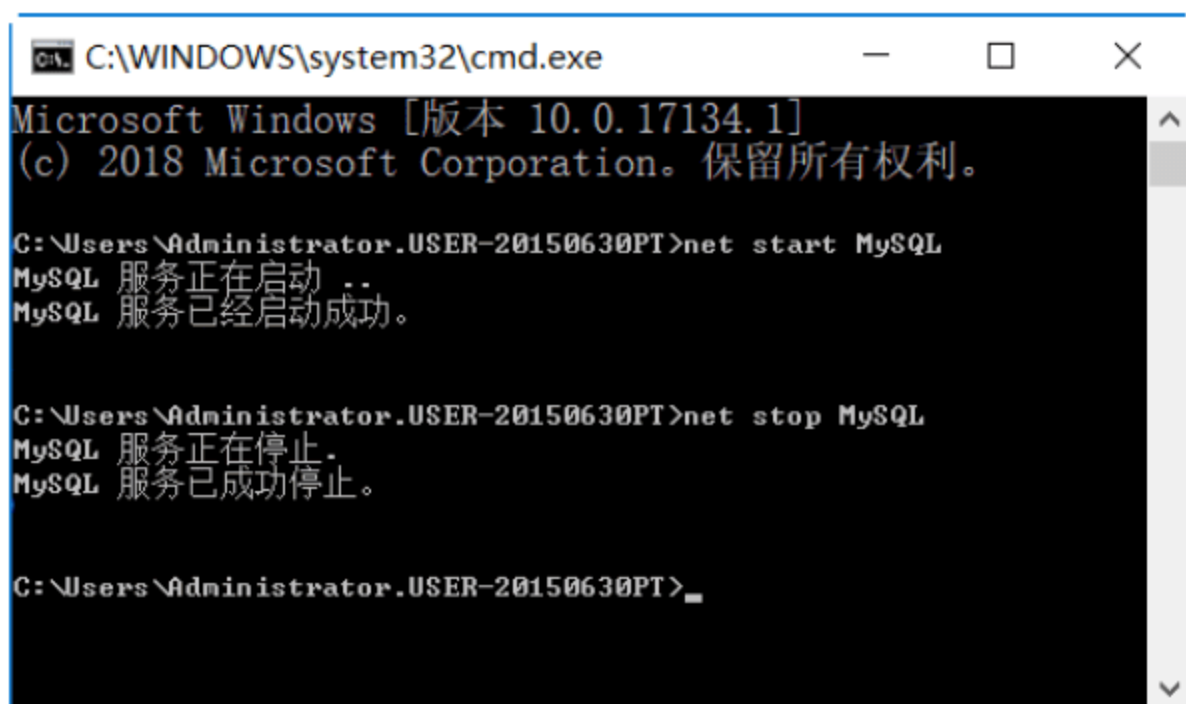 C:\WINDOWS\system32\cmd.exe
Microsoft Windows [版本 10.0.17134.1]
(c) 2018 Microsoft Corporation。保留所有权利。
C:\Users\Administrator.USER-20150630PT>net start MySQL
MySQL 服务正在启动 ..
MySQL 服务已经启动成功。
C:\Users\Administrator.USER-20150630PT>net stop MySQL
MySQL 服务正在停止.
MySQL 服务已成功停止。
C:\Users\Administrator.USER-20150630PT>